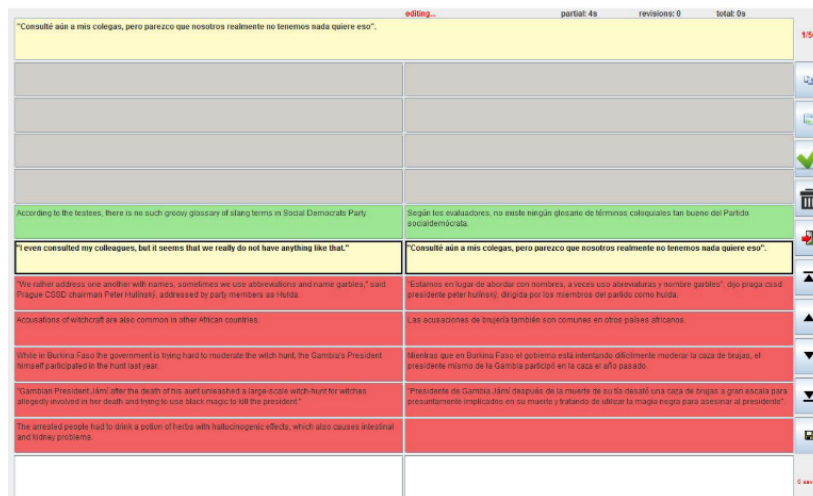 editing... partial: 4s revisions: 0 total: 0s
"Consulté aún a mis colegas, pero parezco que nosotros realmente no tenemos nada quiere eso".
According to the testees, there is no such groovy glossary of slang terms in Social Democrats Party.
Según los evaluadores, no existe ningún glosario de términos coloquiales tan bueno del Partido
socialdemócrata.
"I even consulted my colleagues, but it seems that we really do not have anything like that."
"Consulté aún a mis colegas, pero parezco que nosotros realmente no tenemos nada quiere eso".
"We rather address one another with names, sometimes we use abbreviations and name garbles," said
Prague CSSD chairman Peter Hulínský, addressed by party members as Hulda.
"Estamos en lugar de abordar con nombres, a veces uso abreviaturas y nombre garbles", dijo praga cssd
presidente peter hulínský, dirigida por los miembros del partido como hulda.
Accusations of witchcraft are also common in other African countries.
Las acusaciones de brujería también son comunes en otros países africanos.
While in Burkina Faso the government is trying hard to moderate the witch hunt, the Gambia's President
himself participated in the hunt last year.
Mientras que en Burkina Faso el gobierno está intentando difícilmente moderar la caza de brujas, el
presidente mismo de la Gambia participó en la caza el año pasado.
"Gambian President Jámí after the death of his aunt unleashed a large-scale witch-hunt for witches
allegedly involved in her death and trying to use black magic to kill the president."
"Presidente de Gambia Jámí después de la muerte de su tía desató una caza de brujas a gran escala para
presuntamente implicados en su muerte y tratando de utilizar la magia negra para asesinar al presidente".
The arrested people had to drink a potion of herbs with hallucinogenic effects, which also causes intestinal
and kidney problems.